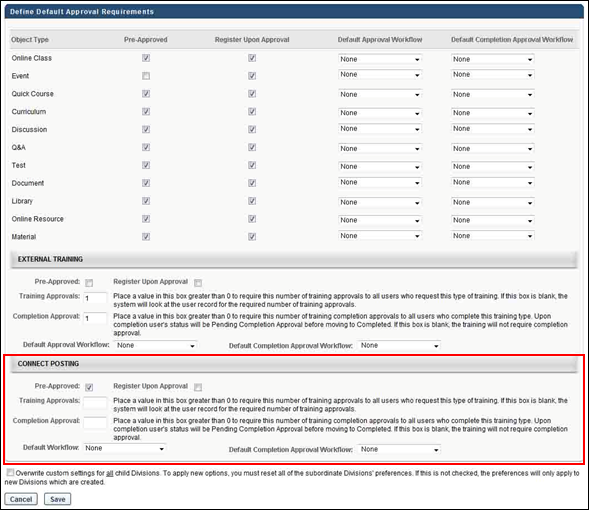 Define Default Approval Requirements
Object Type Pre-Approved Register Upon Approval Default Approval Workflow Default Completion Approval Workflow
Online Class None None
Event None None
Quick Course None None
Curriculum None None
Discussion None None
Q&A None None
Test None None
Document None None
Library None None
Online Resource None None
Material None None
EXTERNAL TRAINING
Pre-Approved: Register Upon Approval
Training Approvals: 1 Place a value in this box greater than 0 to require this number of training approvals to all users who request this type of training. If this box is blank, the
system will look at the user record for the required number of training approvals.
Completion Approval: 1 Place a value in this box greater than 0 to require this number of training completion approvals to all users who complete this training type. Upon
completion user's status will be Pending Completion Approval before moving to Completed. If this box is blank, the training will not require completion
approval.
Default Approval Workflow: None Default Completion Approval Workflow: None
CONNECT POSTING
Pre-Approved: Register Upon Approval
Training Approvals: Place a value in this box greater than 0 to require this number of training approvals to all users who request this type of training. If this box is blank, the
system will look at the user record for the required number of training approvals.
Completion Approval: Place a value in this box greater than 0 to require this number of training completion approvals to all users who complete this training type. Upon
completion user's status will be Pending Completion Approval before moving to Completed. If this box is blank, the training will not require completion
approval.
Default Workflow: None Default Completion Approval Workflow: None
Overwrite custom settings for all child Divisions. To apply new options, you must reset all of the subordinate Divisions' preferences. If this is not checked, the preferences will only apply to
new Divisions which are created.
Cancel Save